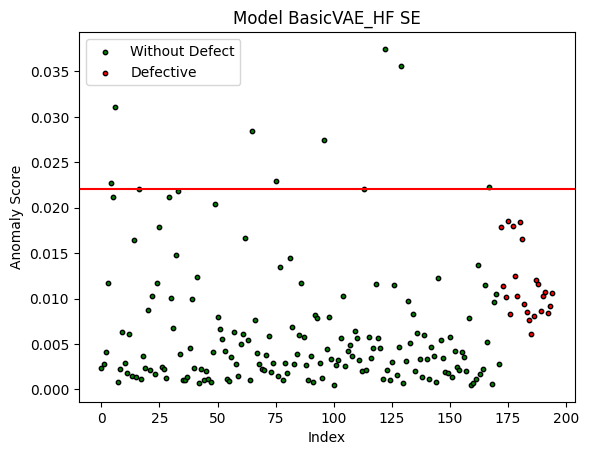 Model BasicVAE_HF SE
Without Defect
Defective
0.035
0.030
0.025
0.020
0.015
0.010
0.005
0.000
Anomaly Score
0 25 50 75 100 125 150 175 200
Index